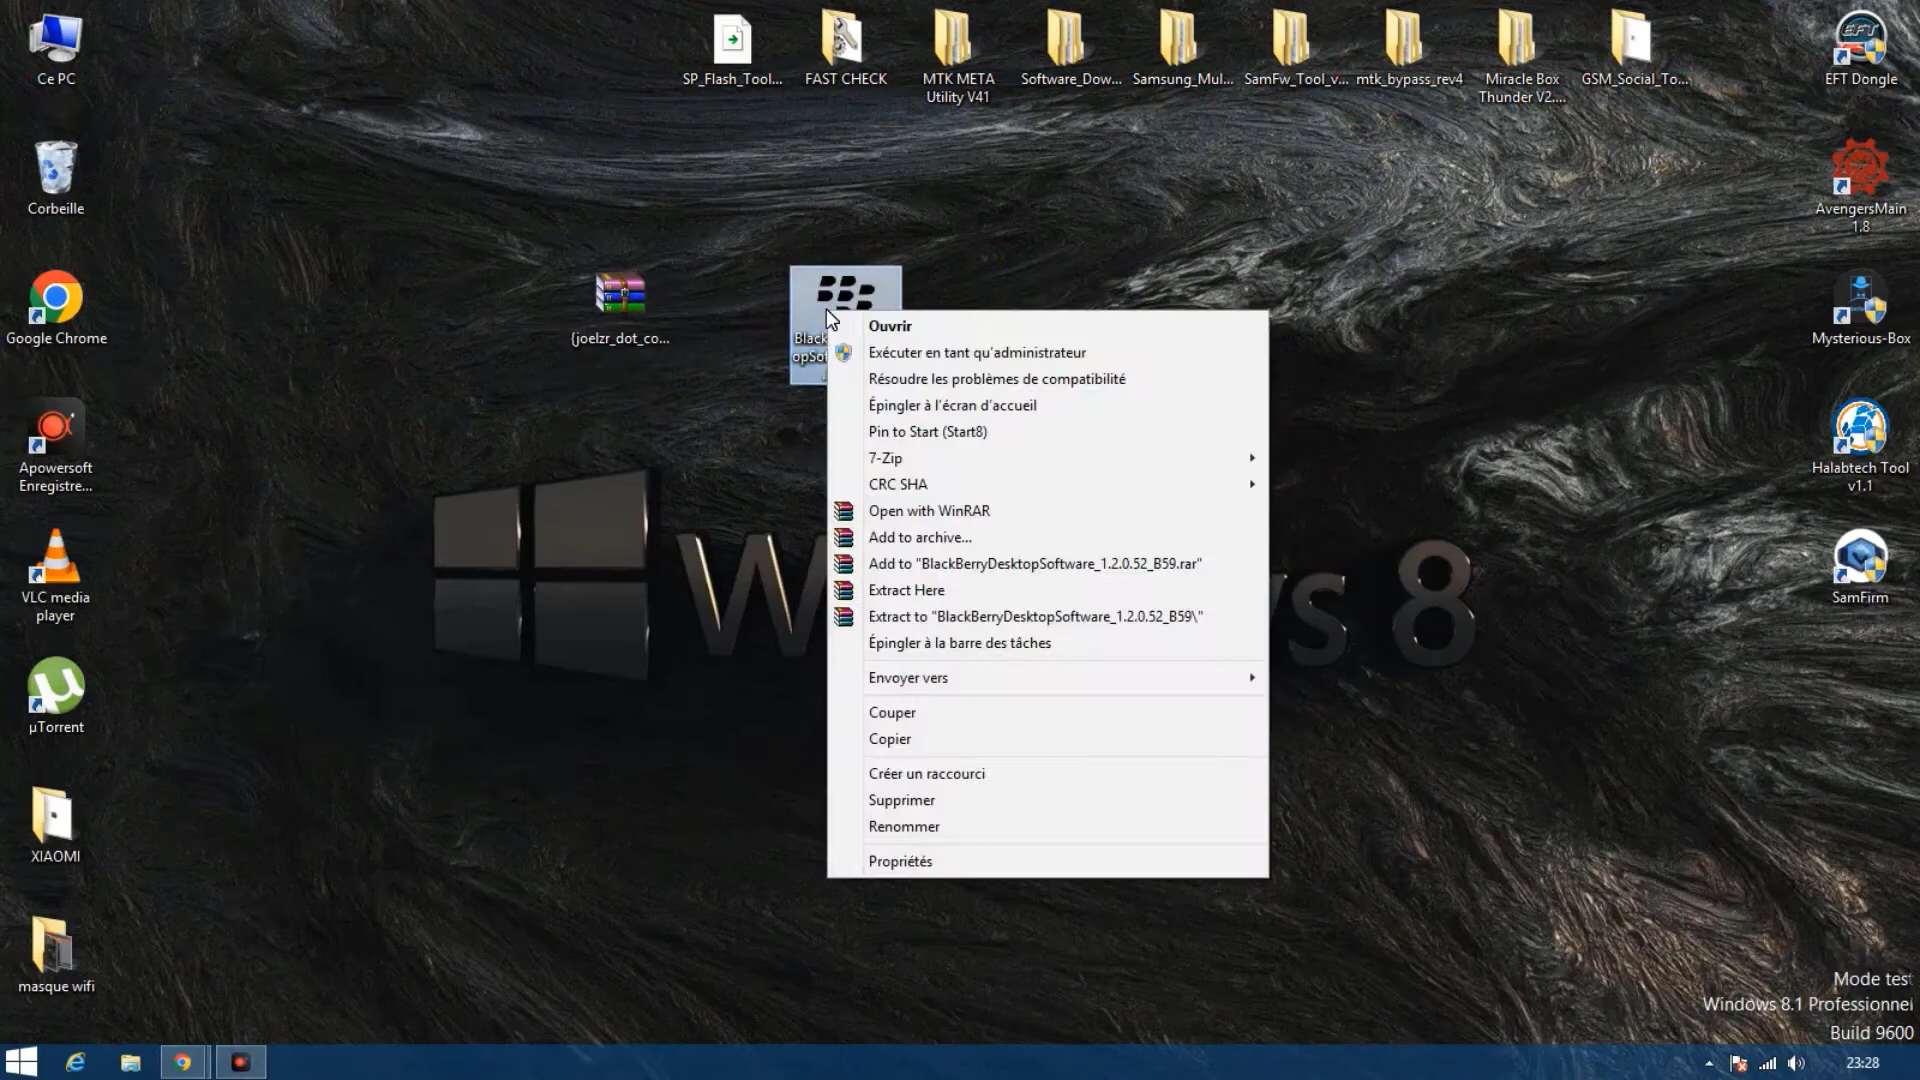 Ce PC
SP_Flash_Tool...
FAST CHECK
MTK META
Utility V41
Software_Dow...
Samsung_Mul...
SamFw_Tool_v...
mtk_bypass_rev4
Miracle Box
Thunder V2....
GSM_Social_To...
EFT
EFT Dongle
Corbeille
AvengersMain
1.8
Google Chrome
{joelzr_dot_co...
Mysterious-Box
Apowersoft
Enregistre...
Halabtech Tool
v1.1
VLC media
player
SamFirm
µTorrent
XIAOMI
masque wifi
Ouvrir
Exécuter en tant qu'administrateur
Résoudre les problèmes de compatibilité
Épingler à l'écran d'accueil
Pin to Start (Start8)
7-Zip
CRC SHA
Open with WinRAR
Add to archive...
Add to "BlackBerryDesktopSoftware_1.2.0.52_B59.rar"
Extract Here
Extract to "BlackBerryDesktopSoftware_1.2.0.52_B59\"
Épingler à la barre des tâches
Envoyer vers
Couper
Copier
Créer un raccourci
Supprimer
Renommer
Propriétés
8
Mode test
Windows 8.1 Professionnel
Build 9600
23:28